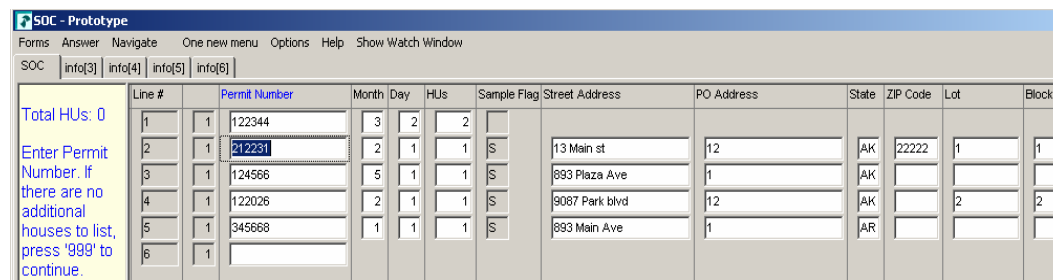 SOC - Prototype
Forms Answer Navigate One new menu Options Help Show Watch Window
SOC info[3] info[4] info[5] info[6]
Total HUs: 0
Enter Permit
Number. If
there are no
additional
houses to list,
press '999' to
continue.
Line # Permit Number Month Day HUs Sample Flag Street Address PO Address State ZIP Code Lot Block
1 1 122344 3 2 2
2 1 212231 2 1 1 S 13 Main st 12 AK 22222 1 1
3 1 124566 5 1 1 S 893 Plaza Ave 1 AK
4 1 122026 2 1 1 S 9087 Park blvd 12 AK 2 2
5 1 345668 1 1 1 S 893 Main Ave 1 AR
6 1